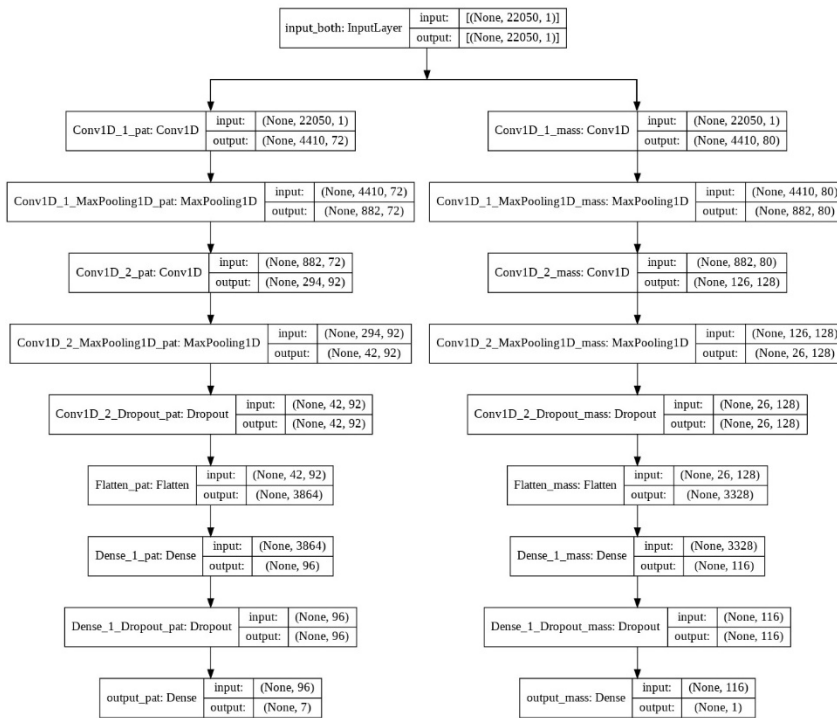 input_both: InputLayer
input: [(None, 22050, 1)]
output: [(None, 22050, 1)]
Conv1D_1_pat: Conv1D
input: (None, 22050, 1)
output: (None, 4410, 72)
Conv1D_1_mass: Conv1D
input: (None, 22050, 1)
output: (None, 4410, 80)
Conv1D_1_MaxPooling1D_pat: MaxPooling1D
input: (None, 4410, 72)
output: (None, 882, 72)
Conv1D_1_MaxPooling1D_mass: MaxPooling1D
input: (None, 4410, 80)
output: (None, 882, 80)
Conv1D_2_pat: Conv1D
input: (None, 882, 72)
output: (None, 294, 92)
Conv1D_2_mass: Conv1D
input: (None, 882, 80)
output: (None, 126, 128)
Conv1D_2_MaxPooling1D_pat: MaxPooling1D
input: (None, 294, 92)
output: (None, 42, 92)
Conv1D_2_MaxPooling1D_mass: MaxPooling1D
input: (None, 126, 128)
output: (None, 26, 128)
Conv1D_2_Dropout_pat: Dropout
input: (None, 42, 92)
output: (None, 42, 92)
Conv1D_2_Dropout_mass: Dropout
input: (None, 26, 128)
output: (None, 26, 128)
Flatten_pat: Flatten
input: (None, 42, 92)
output: (None, 3864)
Flatten_mass: Flatten
input: (None, 26, 128)
output: (None, 3328)
Dense_1_pat: Dense
input: (None, 3864)
output: (None, 96)
Dense_1_mass: Dense
input: (None, 3328)
output: (None, 116)
Dense_1_Dropout_pat: Dropout
input: (None, 96)
output: (None, 96)
Dense_1_Dropout_mass: Dropout
input: (None, 116)
output: (None, 116)
output_pat: Dense
input: (None, 96)
output: (None, 7)
output_mass: Dense
input: (None, 116)
output: (None, 1)